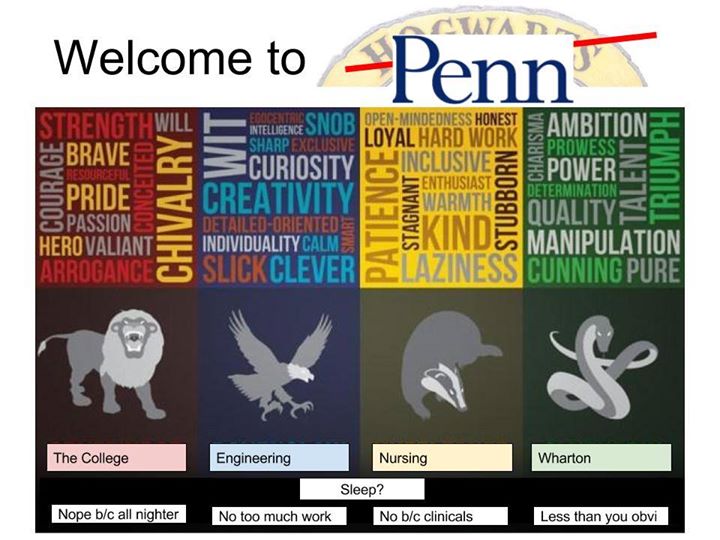 Welcome to
HOGWARTS
Penn
STRENGTH WILL
COURAGE
BRAVE
RESOURCEFUL
PRIDE
PASSION
CONCEITED
CHIVALRY
HERO VALIANT
ARROGANCE
WIT
EGOCENTRIC
INTELLIGENCE SNOB
SHARP EXCLUSIVE
CURIOSITY
CREATIVITY
DETAILED-ORIENTED
INDIVIDUALITY CALM
SMART
SLICK CLEVER
OPEN-MINDEDNESS HONEST
LOYAL HARD WORK
PATIENCE
INCLUSIVE
STAGNANT
ENTHUSIAST
WARMTH
KIND
STUBBORN
LAZINESS
CHARISMA
AMBITION
PROWESS
POWER
DETERMINATION
TALENT
TRIUMPH
QUALITY
MANIPULATION
CUNNING PURE
The College
Engineering
Nursing
Wharton
Sleep?
Nope b/c all nighter
No too much work
No b/c clinicals
Less than you obvi